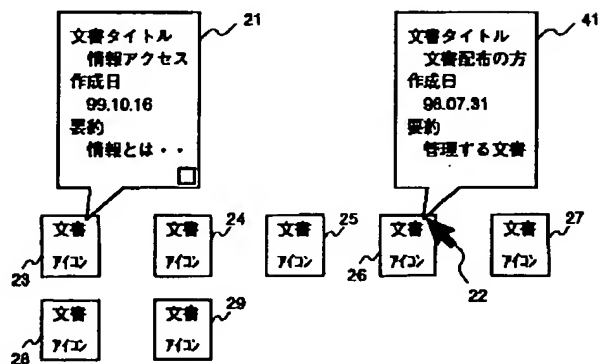 21
文書タイトル
情報アクセス
作成日
99.10.16
要約
情報とは・・
41
文書タイトル
文書配布の方
作成日
98.07.31
要約
管理する文書
文書
アイコン
23
文書
アイコン
24
文書
アイコン
25
文書
アイコン
26
22
文書
アイコン
27
文書
アイコン
28
文書
アイコン
29